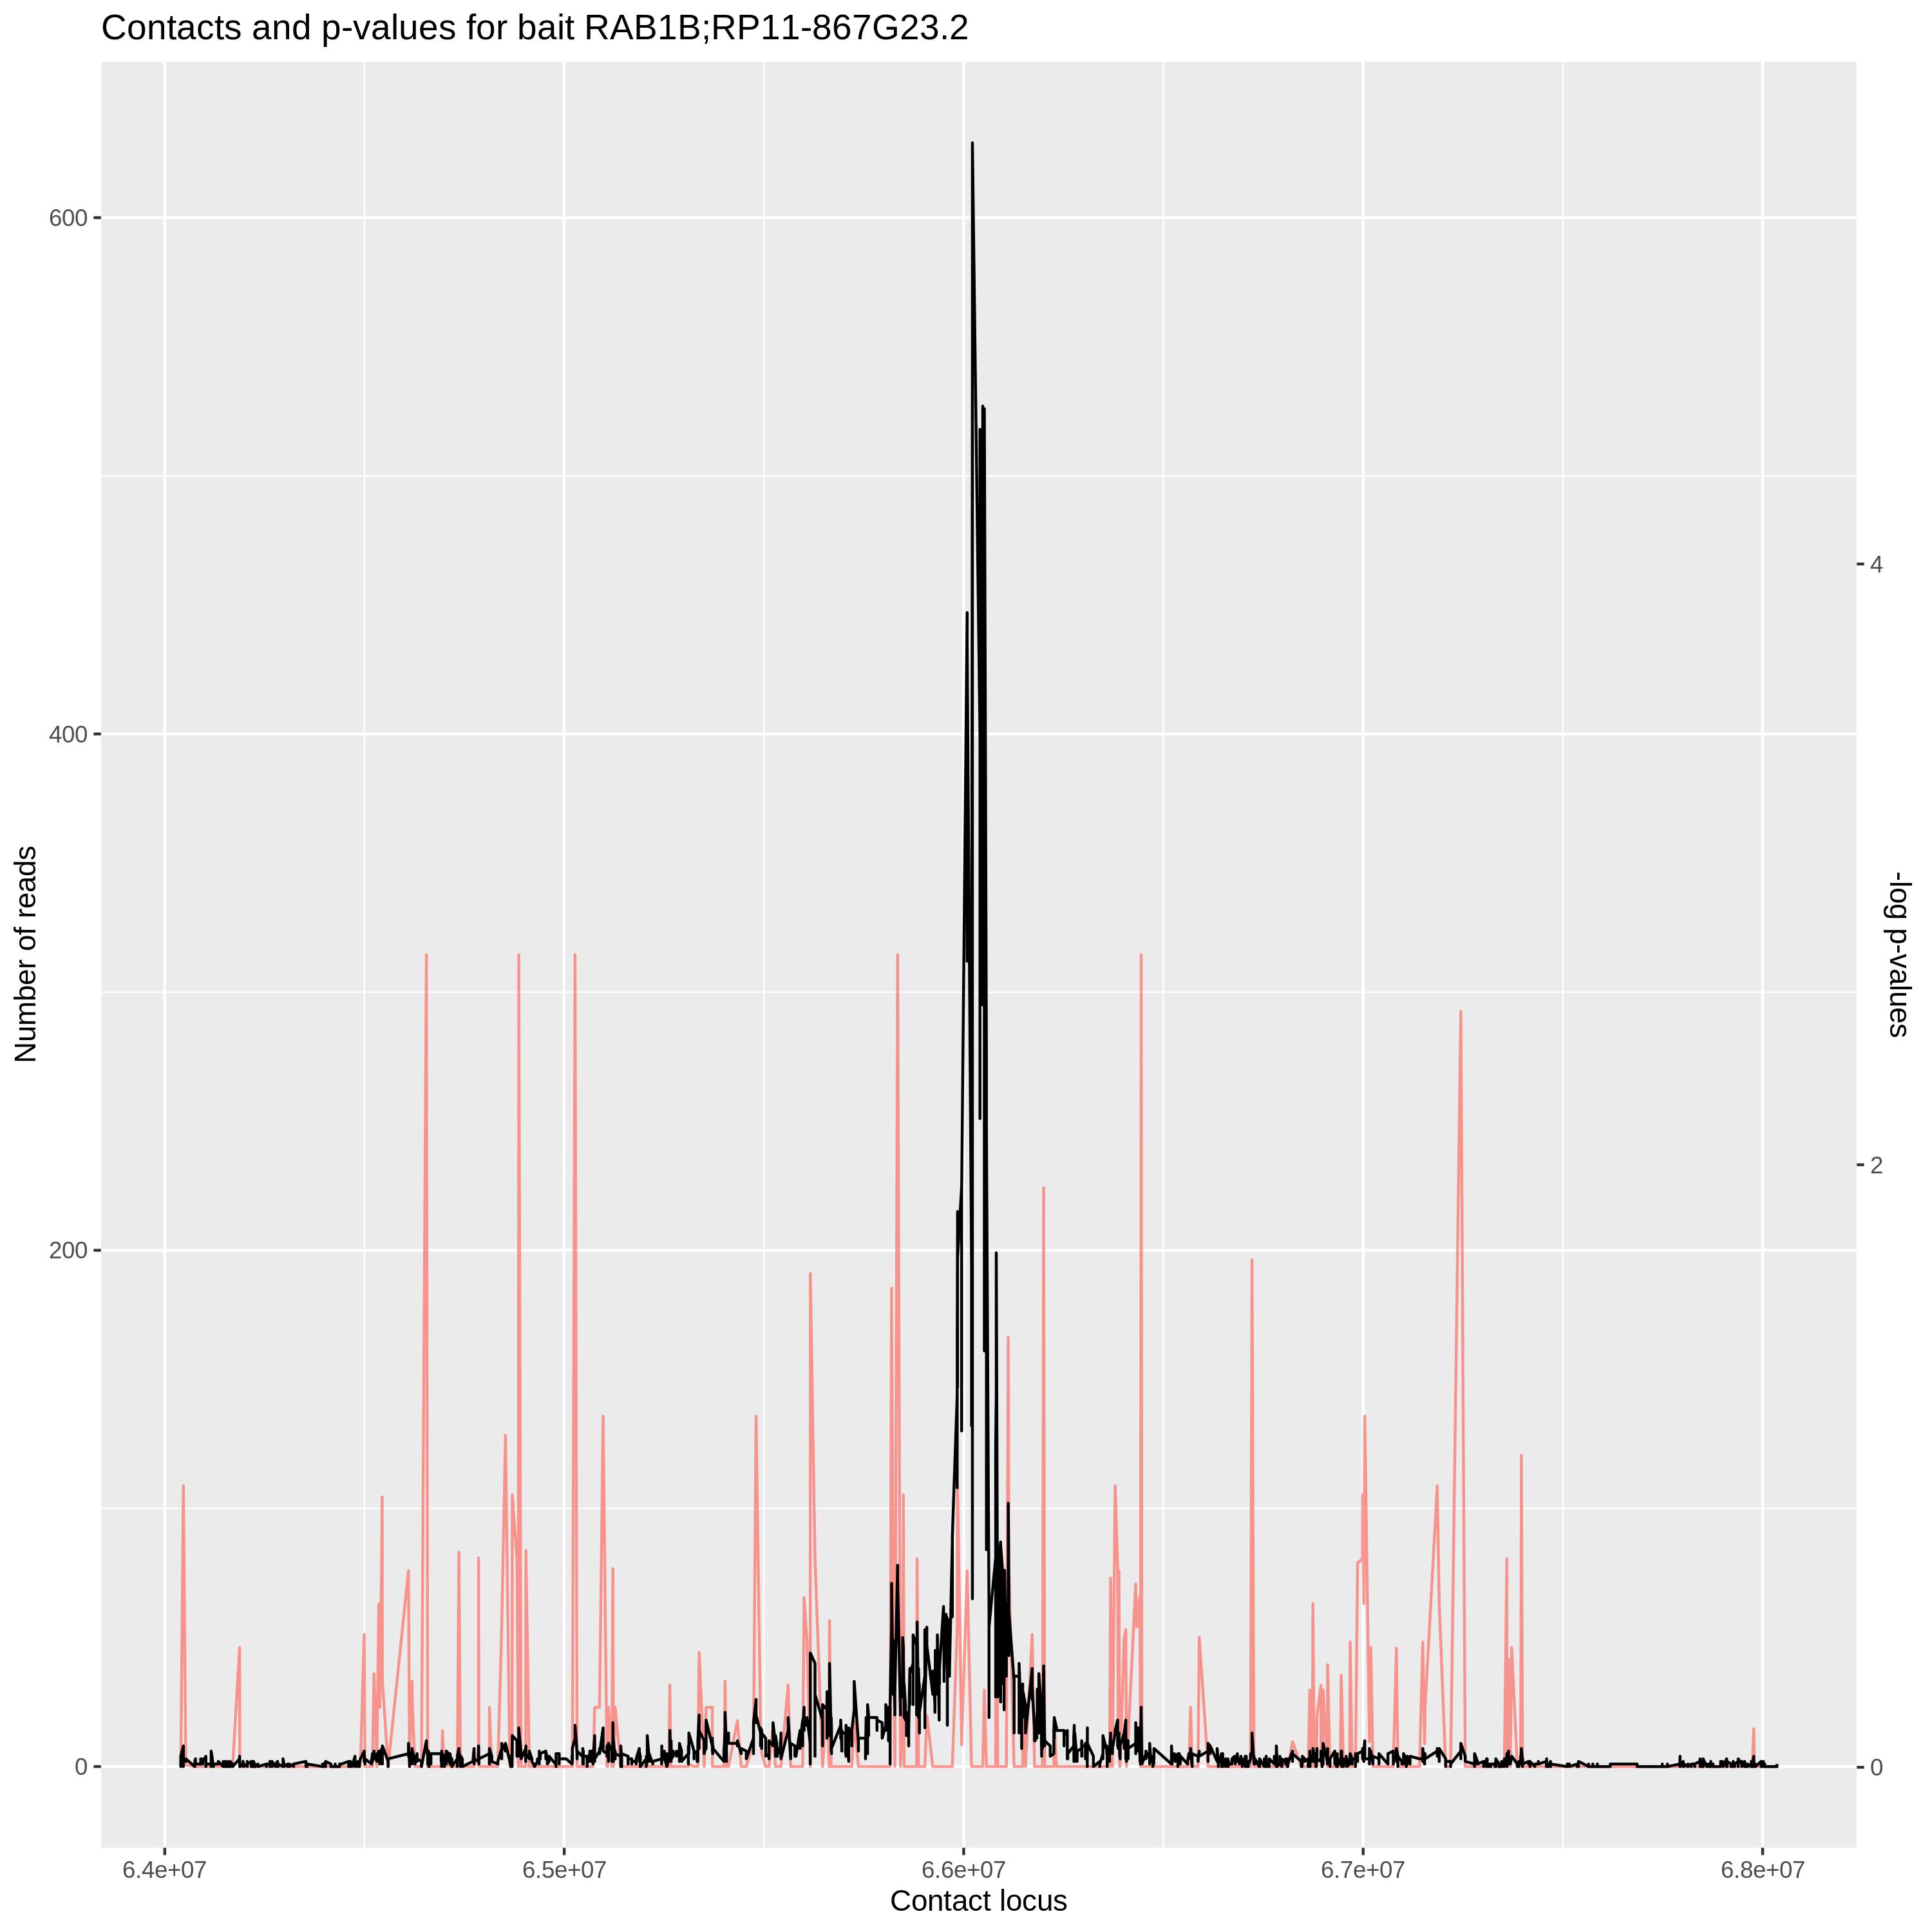 Contacts and p-values for bait RAB1B;RP11-867G23.2
600
400
200
0
4
2
0
Number of reads
-log p-values
6.4e+07
6.5e+07
6.6e+07
6.7e+07
6.8e+07
Contact locus